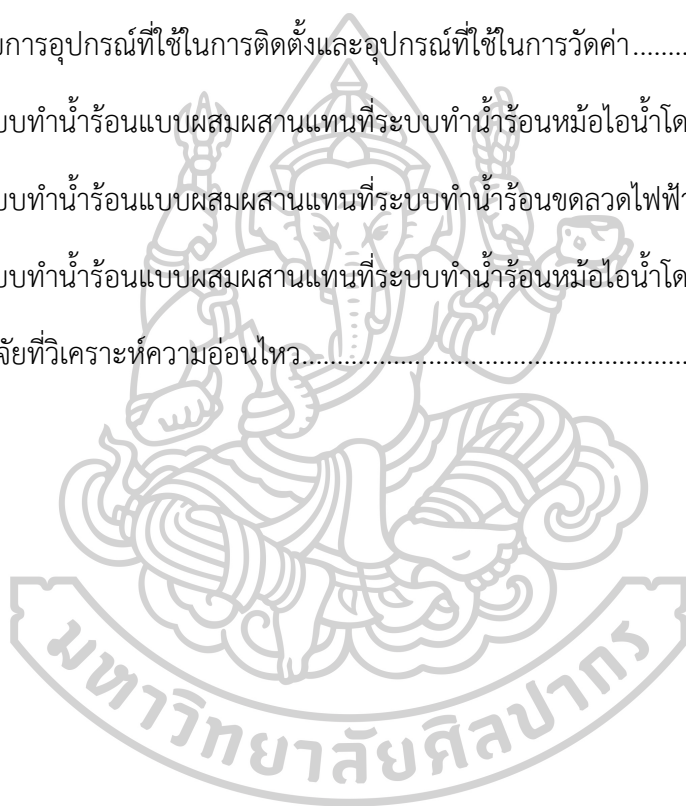 ยการอุปกรณ์ที่ใช้ในการติดตั้งและอุปกรณ์ที่ใช้ในการวัดค่า........
บบทำน้ำร้อนแบบผสมผสานแทนที่ระบบทำน้ำร้อนหม้อไอน้ำโด
บบทำน้ำร้อนแบบผสมผสานแทนที่ระบบทำน้ำร้อนขดลวดไฟฟ้า
บบทำน้ำร้อนแบบผสมผสานแทนที่ระบบทำน้ำร้อนหม้อไอน้ำโด
จัยที่วิเคราะห์ความอ่อนไหว................................................................
มหาวิทยาลัยศิลปากร